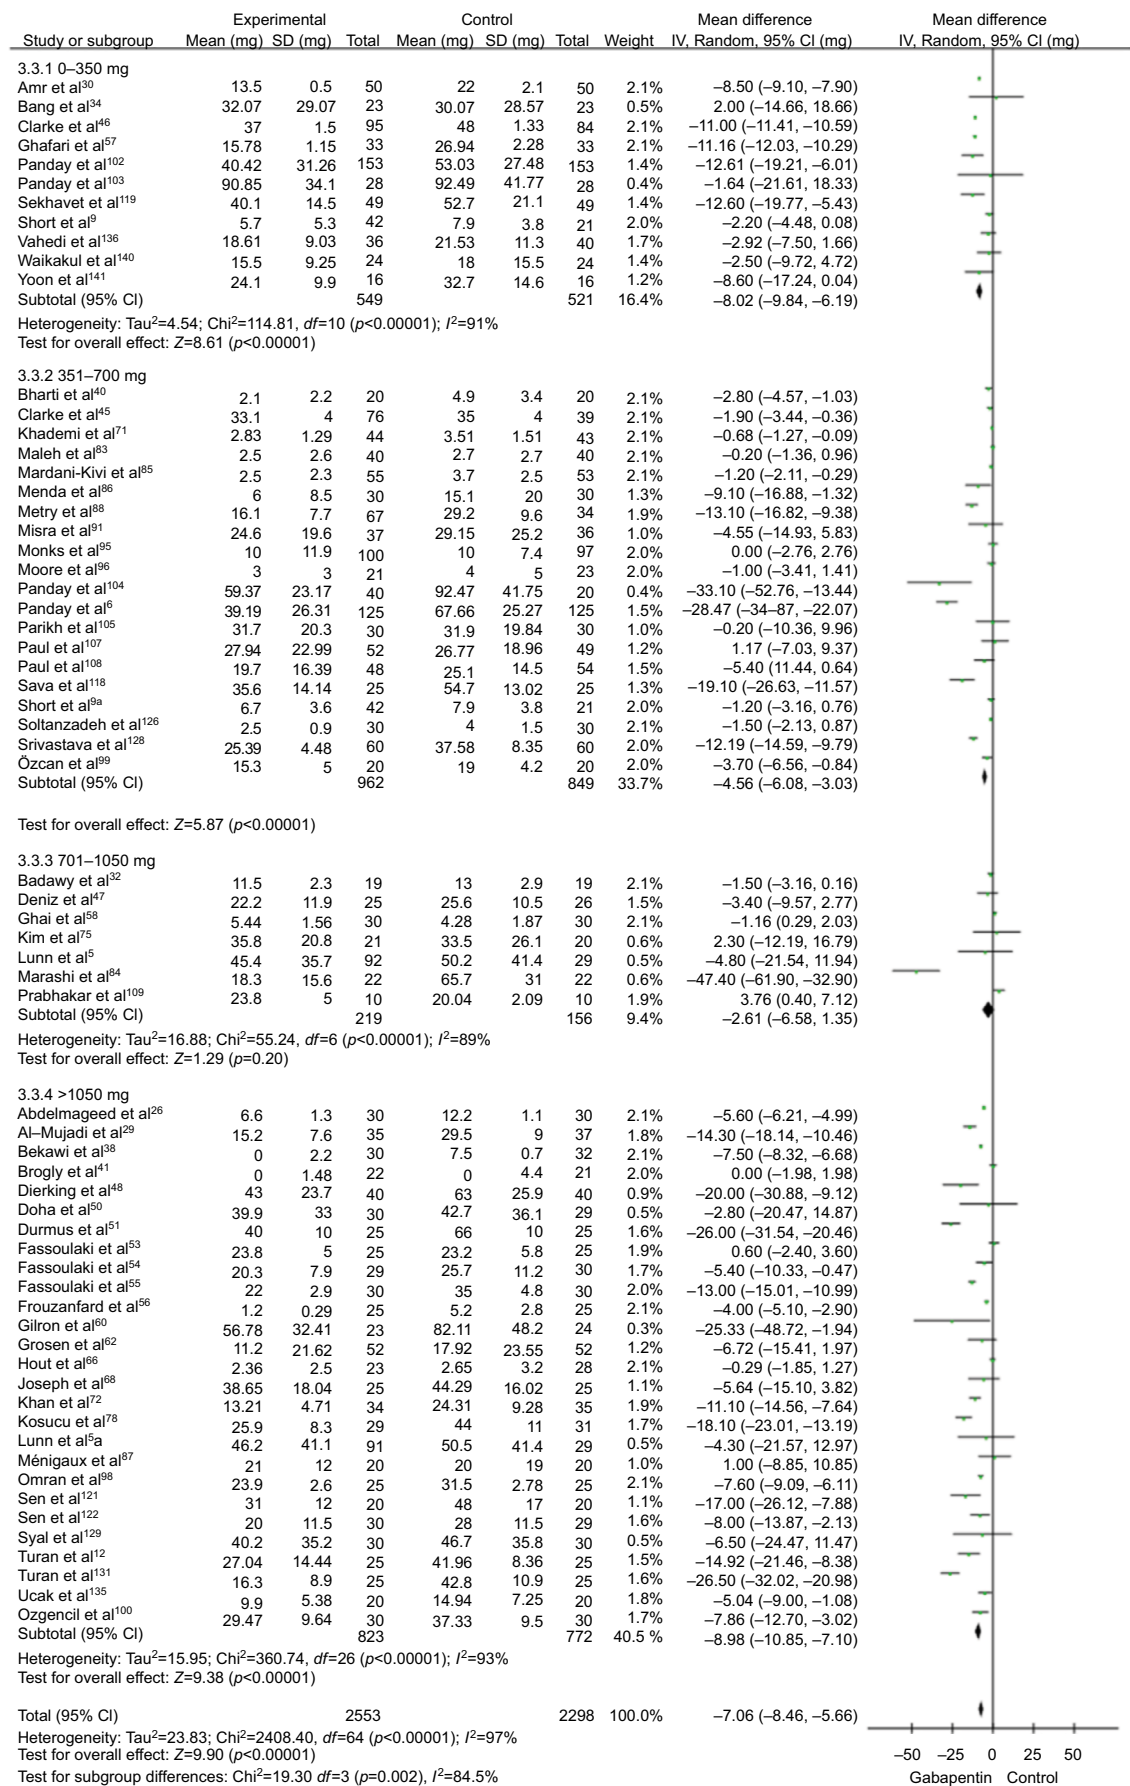 Experimental Control Mean difference Mean difference
Study or subgroup Mean (mg) SD (mg) Total Mean (mg) SD (mg) Total Weight IV, Random, 95% CI (mg) IV, Random, 95% CI (mg)
3.3.1 0–350 mg
Amr et al30 13.5 0.5 50 22 2.1 50 2.1% –8.50 (–9.10, –7.90)
Bang et al34 32.07 29.07 23 30.07 28.57 23 0.5% 2.00 (–14.66, 18.66)
Clarke et al46 37 1.5 95 48 1.33 84 2.1% –11.00 (–11.41, –10.59)
Ghafari et al57 15.78 1.15 33 26.94 2.28 33 2.1% –11.16 (–12.03, –10.29)
Panday et al102 40.42 31.26 153 53.03 27.48 153 1.4% –12.61 (–19.21, –6.01)
Panday et al103 90.85 34.1 28 92.49 41.77 28 0.4% –1.64 (–21.61, 18.33)
Sekhavet et al119 40.1 14.5 49 52.7 21.1 49 1.4% –12.60 (–19.77, –5.43)
Short et al9 5.7 5.3 42 7.9 3.8 21 2.0% –2.20 (–4.48, 0.08)
Vahedi et al136 18.61 9.03 36 21.53 11.3 40 1.7% –2.92 (–7.50, 1.66)
Waikakul et al140 15.5 9.25 24 18 15.5 24 1.4% –2.50 (–9.72, 4.72)
Yoon et al141 24.1 9.9 16 32.7 14.6 16 1.2% –8.60 (–17.24, 0.04)
Subtotal (95% CI) 549 521 16.4% –8.02 (–9.84, –6.19)
Heterogeneity: Tau2=4.54; Chi2=114.81, df=10 (p<0.00001); I2=91%
Test for overall effect: Z=8.61 (p<0.00001)
3.3.2 351–700 mg
Bharti et al40 2.1 2.2 20 4.9 3.4 20 2.1% –2.80 (–4.57, –1.03)
Clarke et al45 33.1 4 76 35 4 39 2.1% –1.90 (–3.44, –0.36)
Khademi et al71 2.83 1.29 44 3.51 1.51 43 2.1% –0.68 (–1.27, –0.09)
Maleh et al83 2.5 2.6 40 2.7 2.7 40 2.1% –0.20 (–1.36, 0.96)
Mardani-Kivi et al85 2.5 2.3 55 3.7 2.5 53 2.1% –1.20 (–2.11, –0.29)
Menda et al86 6 8.5 30 15.1 20 30 1.3% –9.10 (–16.88, –1.32)
Metry et al88 16.1 7.7 67 29.2 9.6 34 1.9% –13.10 (–16.82, –9.38)
Misra et al91 24.6 19.6 37 29.15 25.2 36 1.0% –4.55 (–14.93, 5.83)
Monks et al95 10 11.9 100 10 7.4 97 2.0% 0.00 (–2.76, 2.76)
Moore et al96 3 3 21 4 5 23 2.0% –1.00 (–3.41, 1.41)
Panday et al104 59.37 23.17 40 92.47 41.75 20 0.4% –33.10 (–52.76, –13.44)
Panday et al6 39.19 26.31 125 67.66 25.27 125 1.5% –28.47 (–34–87, –22.07)
Parikh et al105 31.7 20.3 30 31.9 19.84 30 1.0% –0.20 (–10.36, 9.96)
Paul et al107 27.94 22.99 52 26.77 18.96 49 1.2% 1.17 (–7.03, 9.37)
Paul et al108 19.7 16.39 48 25.1 14.5 54 1.5% –5.40 (11.44, 0.64)
Sava et al118 35.6 14.14 25 54.7 13.02 25 1.3% –19.10 (–26.63, –11.57)
Short et al9a 6.7 3.6 42 7.9 3.8 21 2.0% –1.20 (–3.16, 0.76)
Soltanzadeh et al126 2.5 0.9 30 4 1.5 30 2.1% –1.50 (–2.13, 0.87)
Srivastava et al128 25.39 4.48 60 37.58 8.35 60 2.0% –12.19 (–14.59, –9.79)
Özcan et al99 15.3 5 20 19 4.2 20 2.0% –3.70 (–6.56, –0.84)
Subtotal (95% CI) 962 849 33.7% –4.56 (–6.08, –3.03)
Test for overall effect: Z=5.87 (p<0.00001)
3.3.3 701–1050 mg
Badawy et al32 11.5 2.3 19 13 2.9 19 2.1% –1.50 (–3.16, 0.16)
Deniz et al47 22.2 11.9 25 25.6 10.5 26 1.5% –3.40 (–9.57, 2.77)
Ghai et al58 5.44 1.56 30 4.28 1.87 30 2.1% –1.16 (0.29, 2.03)
Kim et al75 35.8 20.8 21 33.5 26.1 20 0.6% 2.30 (–12.19, 16.79)
Lunn et al5 45.4 35.7 92 50.2 41.4 29 0.5% –4.80 (–21.54, 11.94)
Marashi et al84 18.3 15.6 22 65.7 31 22 0.6% –47.40 (–61.90, –32.90)
Prabhakar et al109 23.8 5 10 20.04 2.09 10 1.9% 3.76 (0.40, 7.12)
Subtotal (95% CI) 219 156 9.4% –2.61 (–6.58, 1.35)
Heterogeneity: Tau2=16.88; Chi2=55.24, df=6 (p<0.00001); I2=89%
Test for overall effect: Z=1.29 (p=0.20)
3.3.4 >1050 mg
Abdelmageed et al26 6.6 1.3 30 12.2 1.1 30 2.1% –5.60 (–6.21, –4.99)
Al–Mujadi et al29 15.2 7.6 35 29.5 9 37 1.8% –14.30 (–18.14, –10.46)
Bekawi et al38 0 2.2 30 7.5 0.7 32 2.1% –7.50 (–8.32, –6.68)
Brogly et al41 0 1.48 22 0 4.4 21 2.0% 0.00 (–1.98, 1.98)
Dierking et al48 43 23.7 40 63 25.9 40 0.9% –20.00 (–30.88, –9.12)
Doha et al50 39.9 33 30 42.7 36.1 29 0.5% –2.80 (–20.47, 14.87)
Durmus et al51 40 10 25 66 10 25 1.6% –26.00 (–31.54, –20.46)
Fassoulaki et al53 23.8 5 25 23.2 5.8 25 1.9% 0.60 (–2.40, 3.60)
Fassoulaki et al54 20.3 7.9 29 25.7 11.2 30 1.7% –5.40 (–10.33, –0.47)
Fassoulaki et al55 22 2.9 30 35 4.8 30 2.0% –13.00 (–15.01, –10.99)
Frouzanfard et al56 1.2 0.29 25 5.2 2.8 25 2.1% –4.00 (–5.10, –2.90)
Gilron et al60 56.78 32.41 23 82.11 48.2 24 0.3% –25.33 (–48.72, –1.94)
Grosen et al62 11.2 21.62 52 17.92 23.55 52 1.2% –6.72 (–15.41, 1.97)
Hout et al66 2.36 2.5 23 2.65 3.2 28 2.1% –0.29 (–1.85, 1.27)
Joseph et al68 38.65 18.04 25 44.29 16.02 25 1.1% –5.64 (–15.10, 3.82)
Khan et al72 13.21 4.71 34 24.31 9.28 35 1.9% –11.10 (–14.56, –7.64)
Kosucu et al78 25.9 8.3 29 44 11 31 1.7% –18.10 (–23.01, –13.19)
Lunn et al5a 46.2 41.1 91 50.5 41.4 29 0.5% –4.30 (–21.57, 12.97)
Ménigaux et al87 21 12 20 20 19 20 1.0% 1.00 (–8.85, 10.85)
Omran et al98 23.9 2.6 25 31.5 2.78 25 2.1% –7.60 (–9.09, –6.11)
Sen et al121 31 12 20 48 17 20 1.1% –17.00 (–26.12, –7.88)
Sen et al122 20 11.5 30 28 11.5 29 1.6% –8.00 (–13.87, –2.13)
Syal et al129 40.2 35.2 30 46.7 35.8 30 0.5% –6.50 (–24.47, 11.47)
Turan et al12 27.04 14.44 25 41.96 8.36 25 1.5% –14.92 (–21.46, –8.38)
Turan et al131 16.3 8.9 25 42.8 10.9 25 1.6% –26.50 (–32.02, –20.98)
Ucak et al135 9.9 5.38 20 14.94 7.25 20 1.8% –5.04 (–9.00, –1.08)
Ozgencil et al100 29.47 9.64 30 37.33 9.5 30 1.7% –7.86 (–12.70, –3.02)
Subtotal (95% CI) 823 772 40.5 % –8.98 (–10.85, –7.10)
Heterogeneity: Tau2=15.95; Chi2=360.74, df=26 (p<0.00001); I2=93%
Test for overall effect: Z=9.38 (p<0.00001)
Total (95% CI) 2553 2298 100.0% –7.06 (–8.46, –5.66)
Heterogeneity: Tau2=23.83; Chi2=2408.40, df=64 (p<0.00001); I2=97%
Test for overall effect: Z=9.90 (p<0.00001)
Test for subgroup differences: Chi2=19.30 df=3 (p=0.002), I2=84.5%
–50 –25 0 25 50
Gabapentin Control